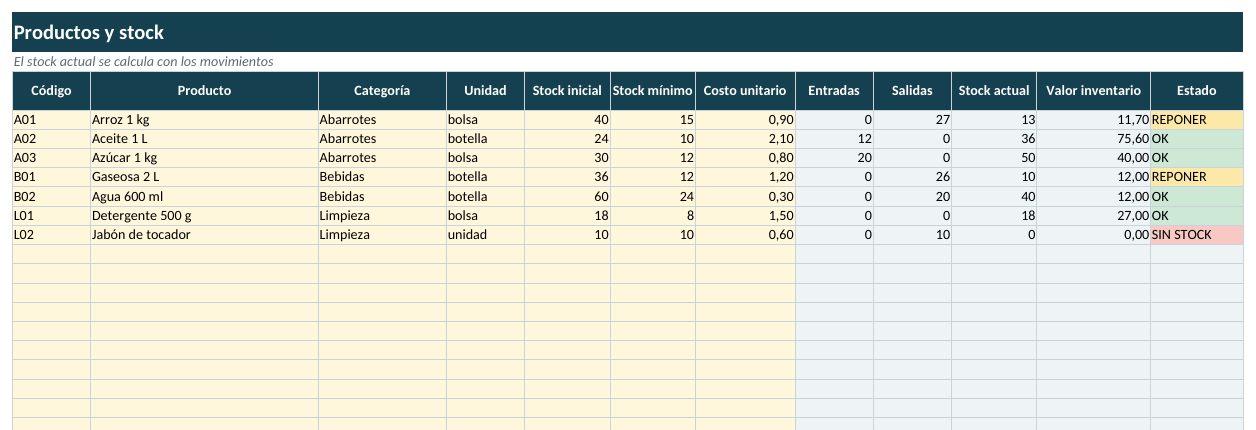 Productos y stock
El stock actual se calcula con los movimientos
Código Producto Categoría Unidad Stock inicial Stock mínimo Costo unitario Entradas Salidas Stock actual Valor inventario Estado
A01 Arroz 1 kg Abarrotes bolsa 40 15 0,90 0 27 13 11,70 REPONER
A02 Aceite 1 L Abarrotes botella 24 10 2,10 12 0 36 75,60 OK
A03 Azúcar 1 kg Abarrotes bolsa 30 12 0,80 20 0 50 40,00 OK
B01 Gaseosa 2 L Bebidas botella 36 12 1,20 0 26 10 12,00 REPONER
B02 Agua 600 ml Bebidas botella 60 24 0,30 0 20 40 12,00 OK
L01 Detergente 500 g Limpieza bolsa 18 8 1,50 0 0 18 27,00 OK
L02 Jabón de tocador Limpieza unidad 10 10 0,60 0 10 0 0,00 SIN STOCK